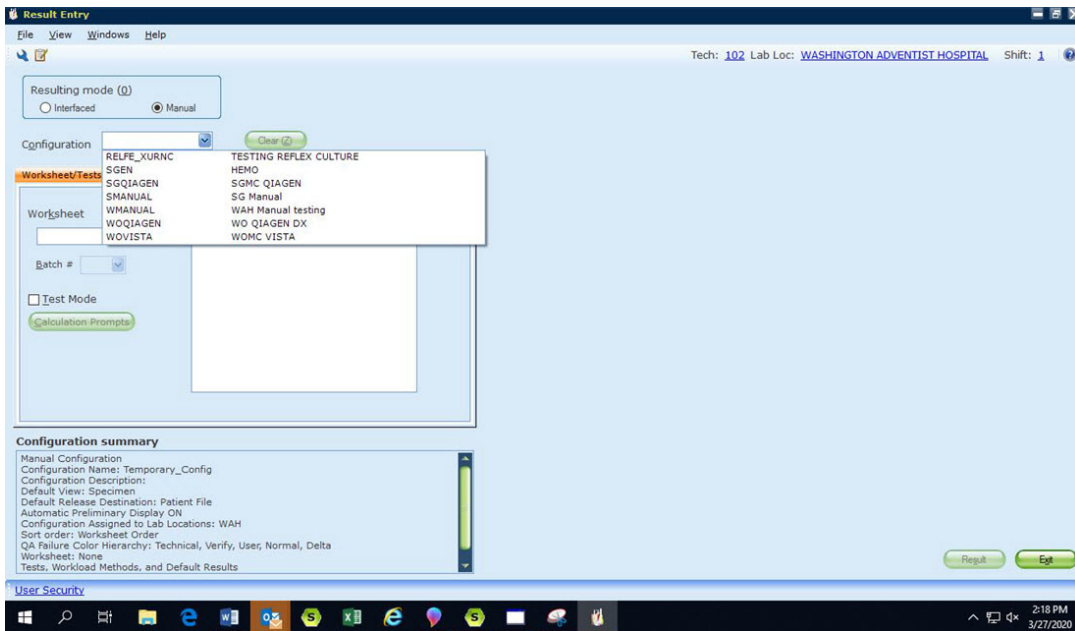 Result Entry
File View Windows Help
Tech: 102 Lab Loc: WASHINGTON ADVENTIST HOSPITAL Shift: 1
Resulting mode (0)
Interfaced Manual
Configuration Clear (Z)
RELFE_XURNC TESTING REFLEX CULTURE
SGEN HEMO
SGQIAGEN SGMC QIAGEN
SMANUAL SG Manual
WMANUAL WAH Manual testing
WOQIAGEN WO QIAGEN DX
WOVISTA WOMC VISTA
Worksheet/Tests
Worksheet
Batch #
Test Mode
Calculation Prompts
Configuration summary
Manual Configuration
Configuration Name: Temporary_Config
Configuration Description:
Default View: Specimen
Default Release Destination: Patient File
Automatic Preliminary Display ON
Configuration Assigned to Lab Locations: WAH
Sort order: Worksheet Order
QA Failure Color Hierarchy: Technical, Verify, User, Normal, Delta
Worksheet: None
Tests, Workload Methods, and Default Results
Result Exit
User Security
2:18 PM
3/27/2020